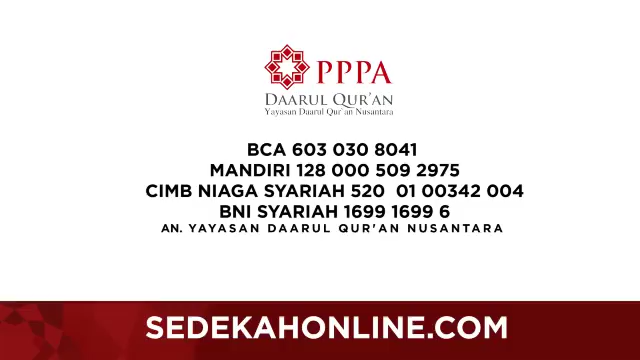 PPPA
DAARUL QUR'AN
Yayasan Daarul Qur'an Nusantara
BCA 603 030 8041
MANDIRI 128 000 509 2975
CIMB NIAGA SYARIAH 520 01 00342 004
BNI SYARIAH 1699 1699 6
AN. YAYASAN DAARUL QUR'AN NUSANTARA
SEDEKAHONLINE.COM